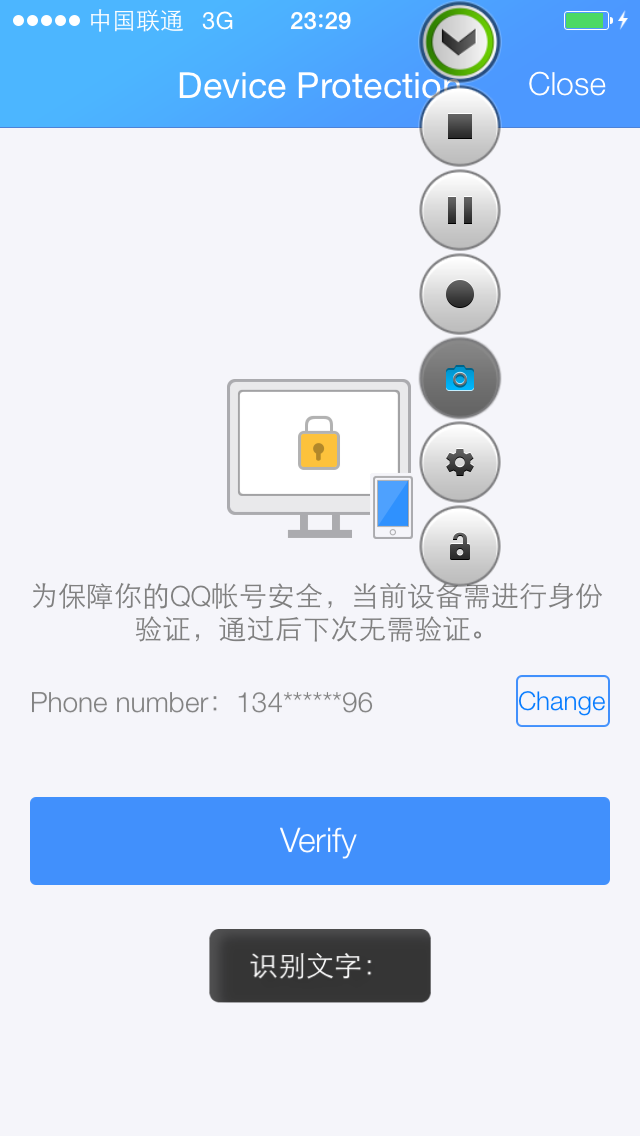 中国联通 3G 23:29
Device Protection Close
为保障你的QQ帐号安全，当前设备需进行身份
验证，通过后下次无需验证。
Phone number：134******96 Change
Verify
识别文字：